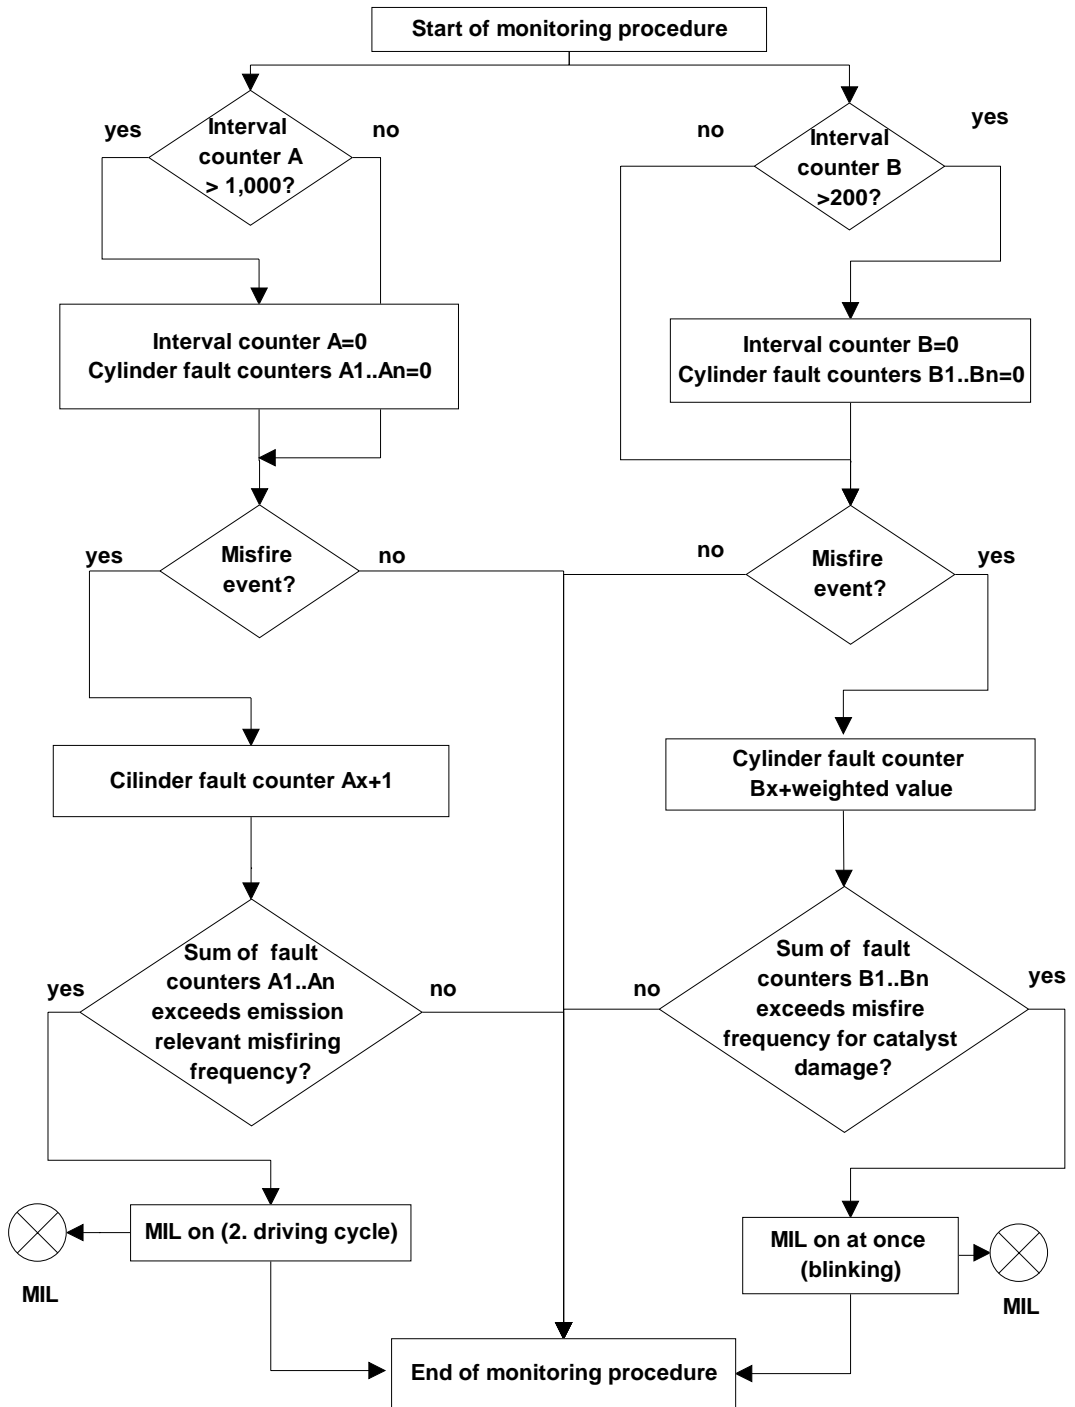 Start of monitoring procedure
yes
Interval
counter A
> 1,000?
no
no
Interval
counter B
>200?
yes
Interval counter A=0
Cylinder fault counters A1..An=0
Interval counter B=0
Cylinder fault counters B1..Bn=0
yes
Misfire
event?
no
no
Misfire
event?
yes
Cilinder fault counter Ax+1
Cylinder fault counter
Bx+weighted value
yes
Sum of fault
counters A1..An
exceeds emission
relevant misfiring
frequency?
no
no
Sum of fault
counters B1..Bn
exceeds misfire
frequency for catalyst
damage?
yes
MIL on (2. driving cycle)
MIL
MIL on at once
(blinking)
MIL
End of monitoring procedure